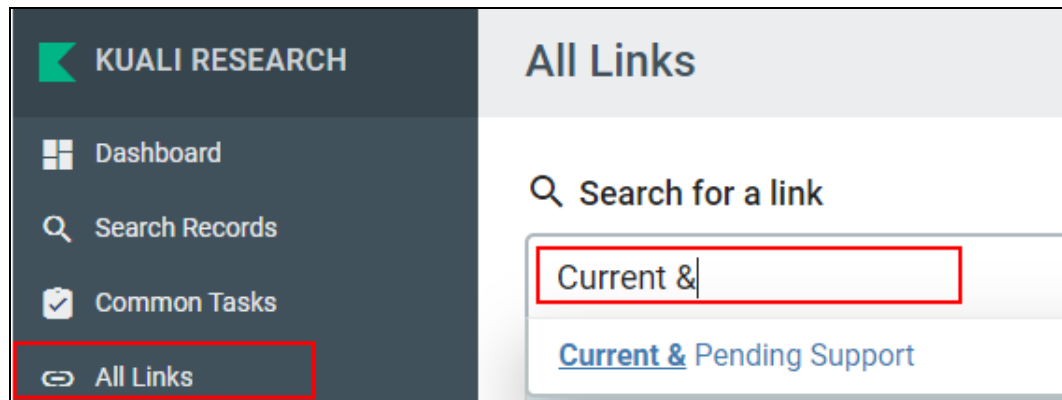 KUALI RESEARCH
Dashboard
Search Records
Common Tasks
All Links
All Links
Search for a link
Current &
Current & Pending Support